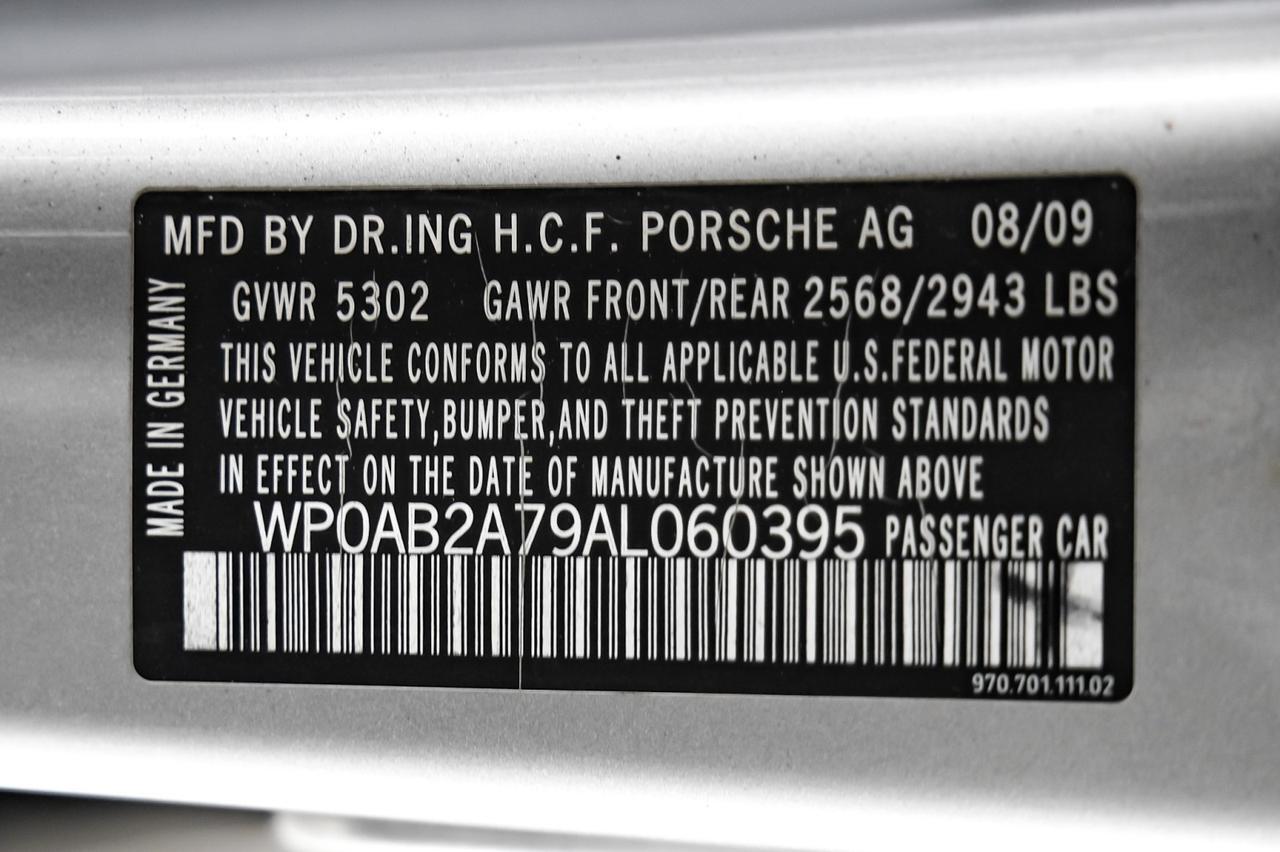 MFD BY DR.ING H.C.F. PORSCHE AG 08/09
GVWR 5302 GAWR FRONT/REAR 2568/2943 LBS
THIS VEHICLE CONFORMS TO ALL APPLICABLE U.S.FEDERAL MOTOR
VEHICLE SAFETY,BUMPER,AND THEFT PREVENTION STANDARDS
IN EFFECT ON THE DATE OF MANUFACTURE SHOWN ABOVE
WP0AB2A79AL060395 PASSENGER CAR
970.701.111.02
MADE IN GERMANY